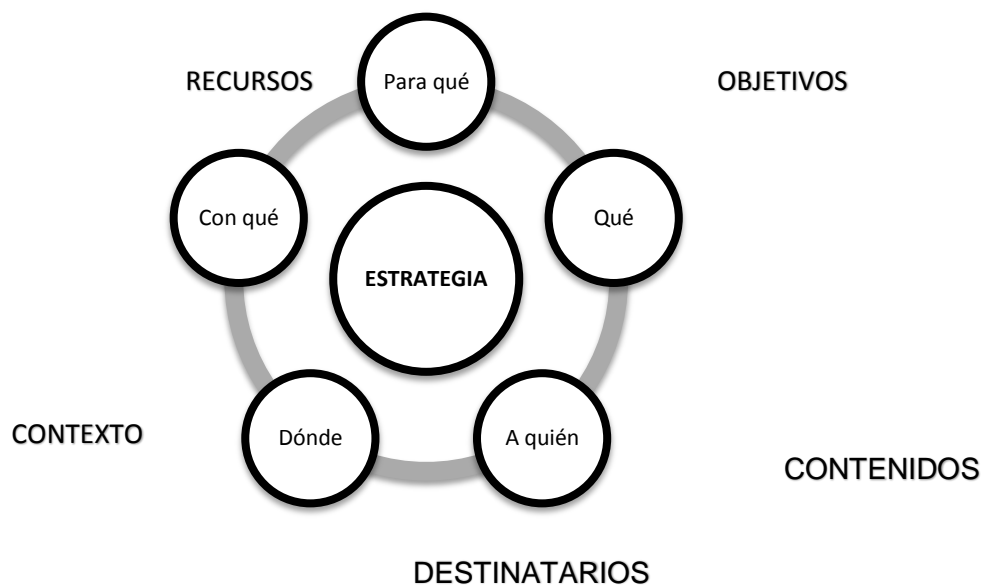 RECURSOS
Para qué
OBJETIVOS
Con qué
Qué
ESTRATEGIA
CONTEXTO
Dónde
A quién
CONTENIDOS
DESTINATARIOS